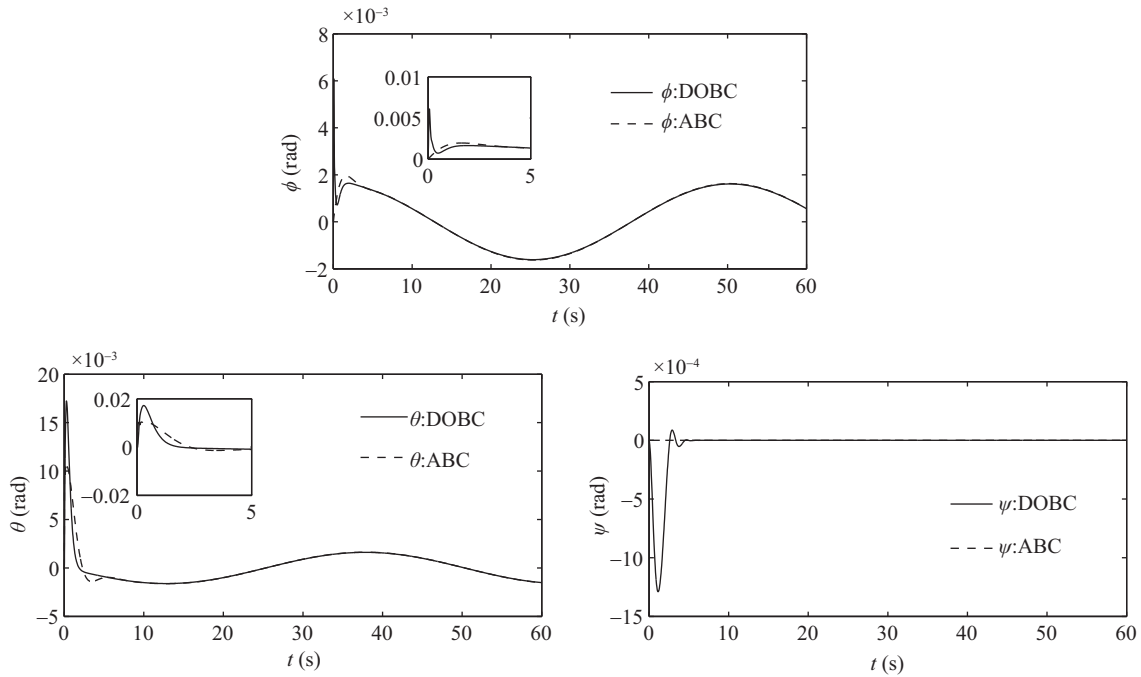 ×10⁻³
8
6
4
2
0
−2
ϕ (rad)
0.01
0.005
0
0 5
ϕ:DOBC
ϕ:ABC
0 10 20 30 40 50 60
t (s)
×10⁻³
20
15
10
5
0
−5
θ (rad)
0.02
0
−0.02
0 5
θ:DOBC
θ:ABC
0 10 20 30 40 50 60
t (s)
×10⁻⁴
5
0
−5
−10
−15
ψ (rad)
ψ:DOBC
ψ:ABC
0 10 20 30 40 50 60
t (s)